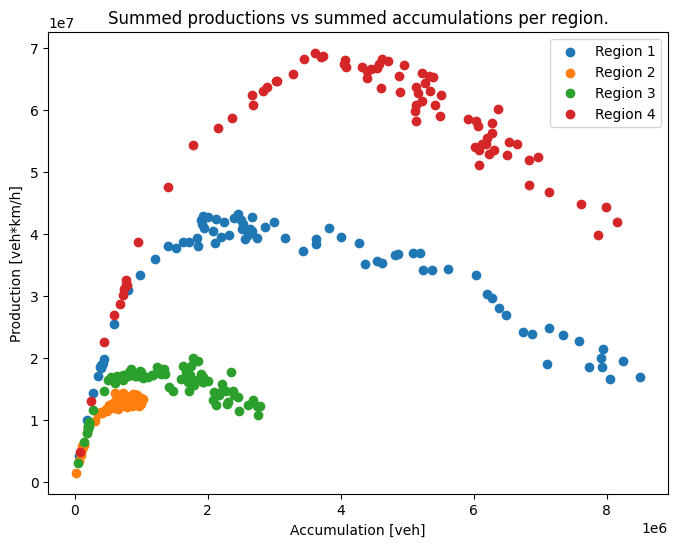 Summed productions vs summed accumulations per region.
1e7
7
6
5
4
3
2
1
0
Production [veh*km/h]
Region 1
Region 2
Region 3
Region 4
0 2 4 6 8
1e6
Accumulation [veh]